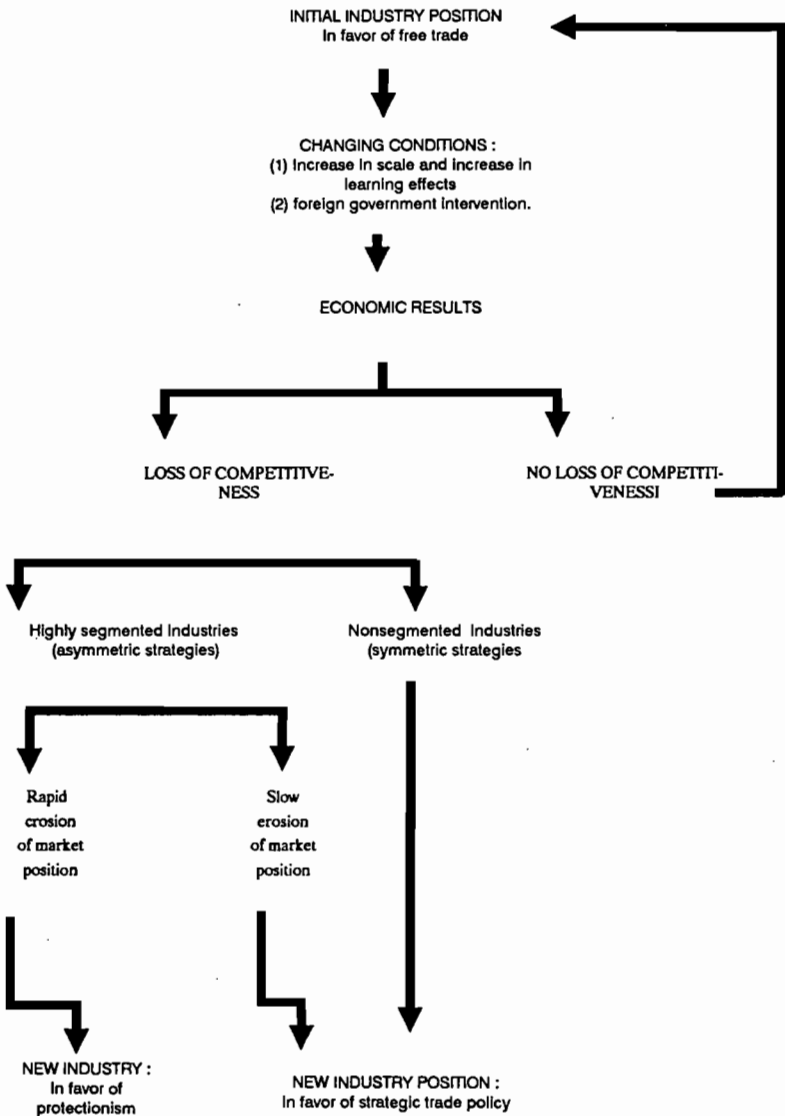 INITIAL INDUSTRY POSITION
In favor of free trade
CHANGING CONDITIONS :
(1) Increase in scale and increase in
learning effects
(2) foreign government intervention.
ECONOMIC RESULTS
LOSS OF COMPETITIVE-
NESS
NO LOSS OF COMPETITI-
VENESSI
Highly segmented Industries
(asymmetric strategies)
Nonsegmented Industries
(symmetric strategies
Rapid
erosion
of market
position
Slow
erosion
of market
position
NEW INDUSTRY :
In favor of
protectionism
NEW INDUSTRY POSITION :
In favor of strategic trade policy